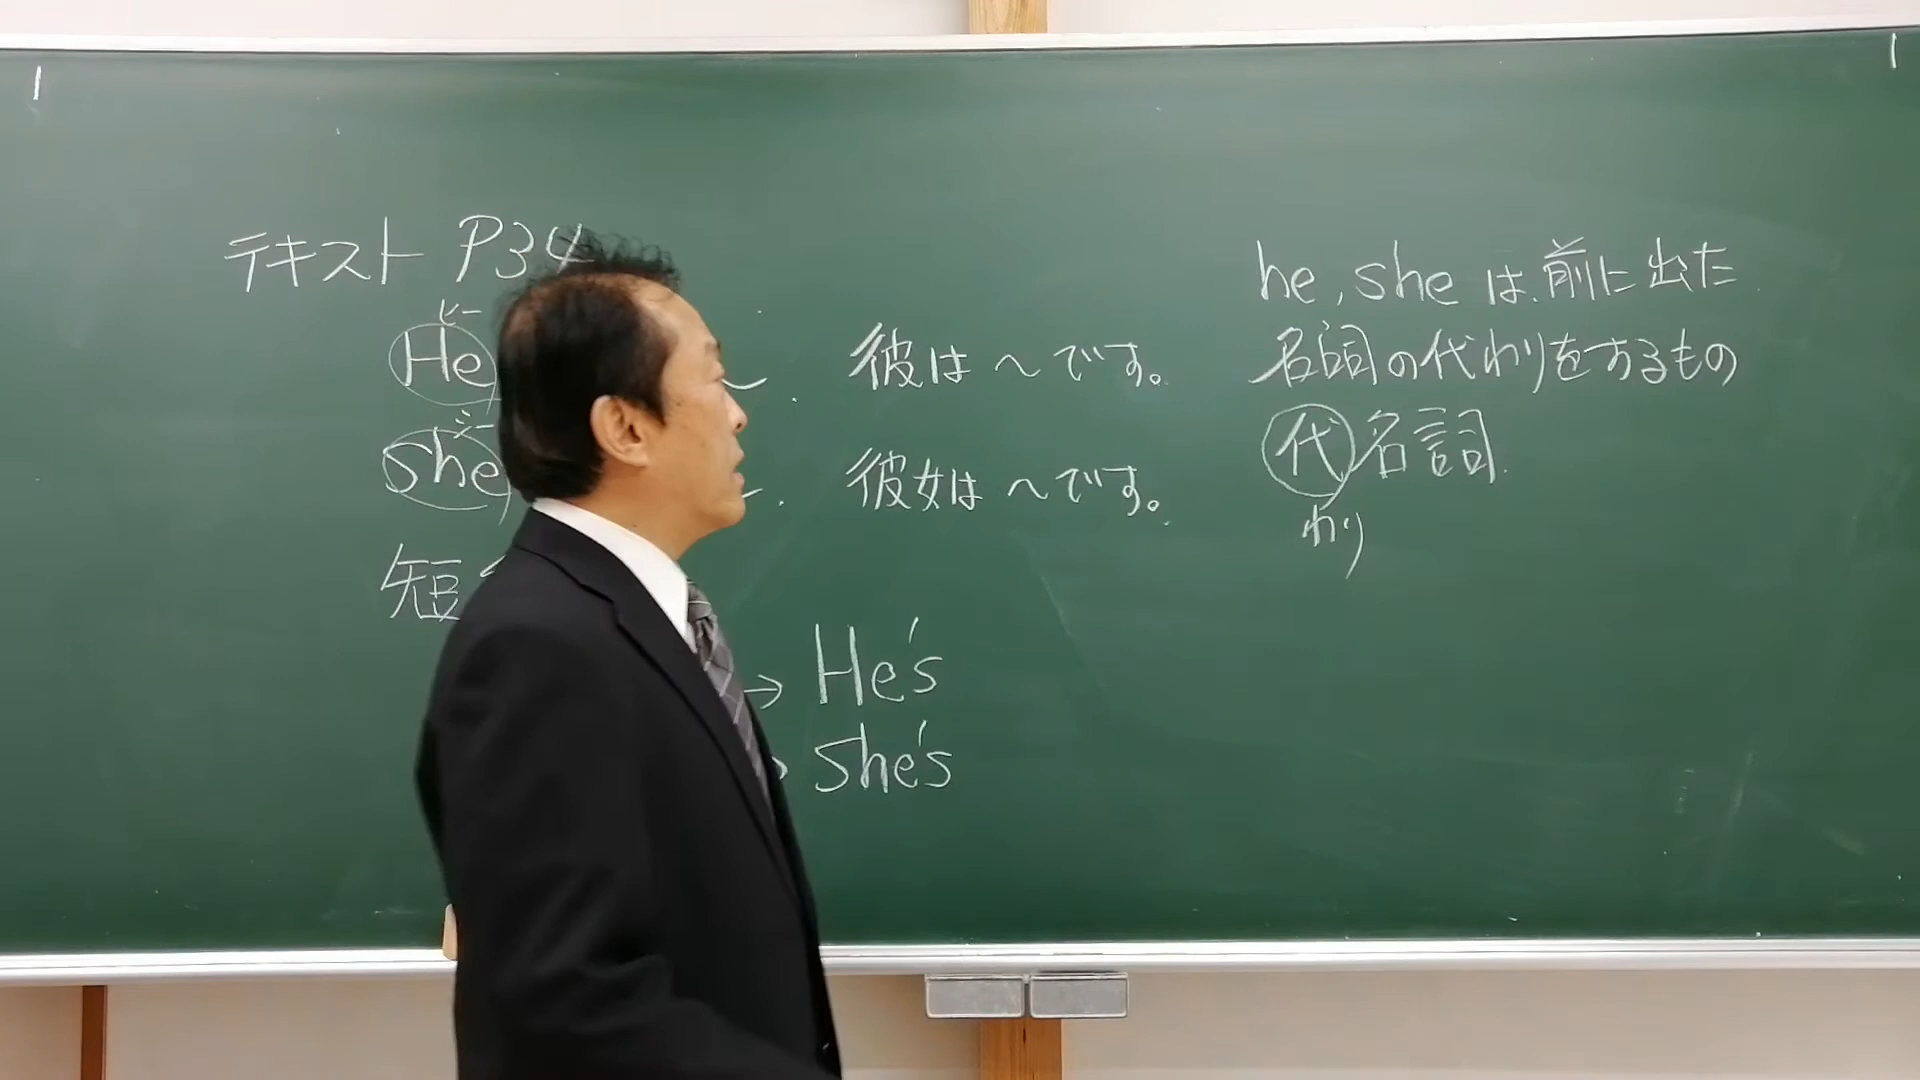 テキスト P34
ヒー
He 彼は〜です。
シー
She 彼女は〜です。
短
→ He's
→ She's
he, she は前に出た
名詞の代わりをするもの
代名詞
わり